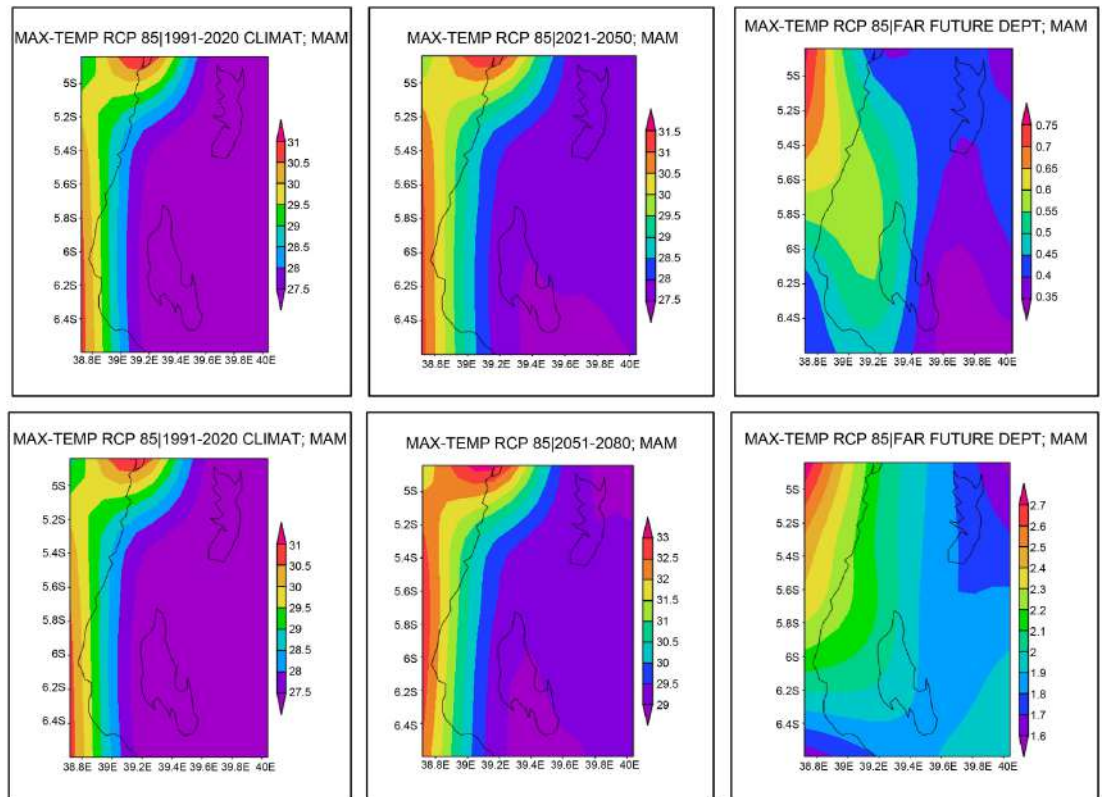 MAX-TEMP RCP 85|1991-2020 CLIMAT; MAM
5S
5.2S
5.4S
5.6S
5.8S
6S
6.2S
6.4S
38.8E 39E 39.2E 39.4E 39.6E 39.8E 40E
31
30.5
30
29.5
29
28.5
28
27.5
MAX-TEMP RCP 85|2021-2050; MAM
5S
5.2S
5.4S
5.6S
5.8S
6S
6.2S
6.4S
38.8E 39E 39.2E 39.4E 39.6E 39.8E 40E
31.5
31
30.5
30
29.5
29
28.5
28
27.5
MAX-TEMP RCP 85|FAR FUTURE DEPT; MAM
5S
5.2S
5.4S
5.6S
5.8S
6S
6.2S
6.4S
38.8E 39E 39.2E 39.4E 39.6E 39.8E 40E
0.75
0.7
0.65
0.6
0.55
0.5
0.45
0.4
0.35
MAX-TEMP RCP 85|1991-2020 CLIMAT; MAM
5S
5.2S
5.4S
5.6S
5.8S
6S
6.2S
6.4S
38.8E 39E 39.2E 39.4E 39.6E 39.8E 40E
31
30.5
30
29.5
29
28.5
28
27.5
MAX-TEMP RCP 85|2051-2080; MAM
5S
5.2S
5.4S
5.6S
5.8S
6S
6.2S
6.4S
38.8E 39E 39.2E 39.4E 39.6E 39.8E 40E
33
32.5
32
31.5
31
30.5
30
29.5
29
MAX-TEMP RCP 85|FAR FUTURE DEPT; MAM
5S
5.2S
5.4S
5.6S
5.8S
6S
6.2S
6.4S
38.8E 39E 39.2E 39.4E 39.6E 39.8E 40E
2.7
2.6
2.5
2.4
2.3
2.2
2.1
2
1.9
1.8
1.7
1.6